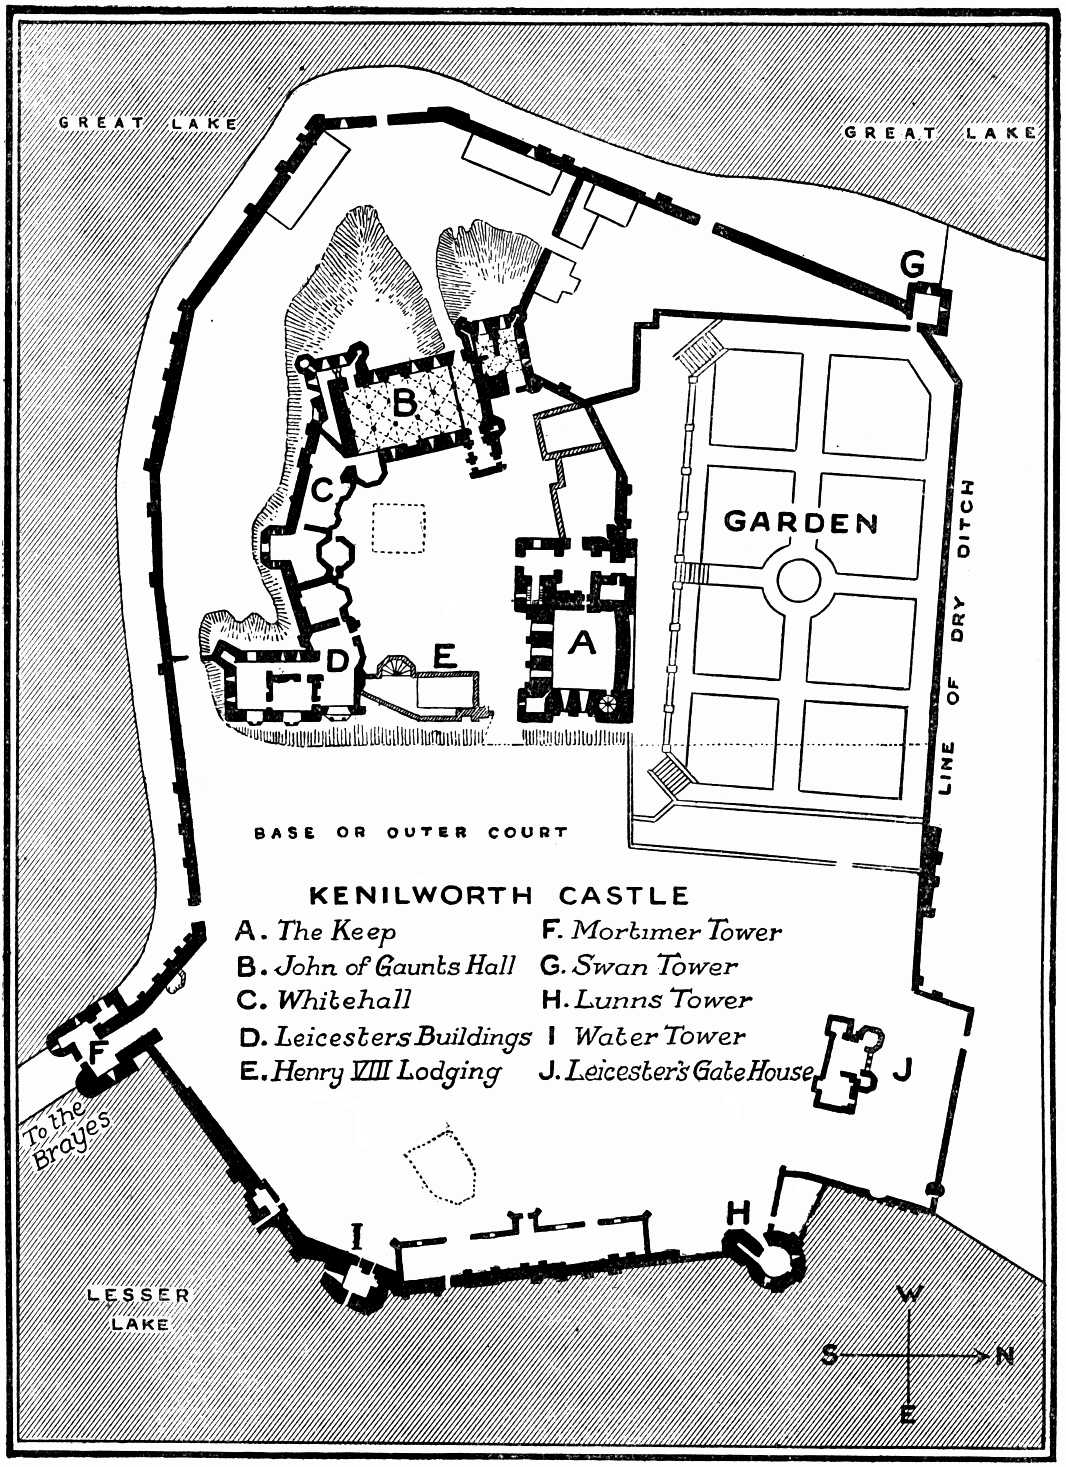 GREAT LAKE
GREAT LAKE
G
B
C
GARDEN
LINE OF DRY DITCH
A
D
E
BASE OR OUTER COURT
KENILWORTH CASTLE
A. The Keep
B. John of Gaunts Hall
C. Whitehall
D. Leicesters Buildings
E. Henry VIII Lodging
F. Mortimer Tower
G. Swan Tower
H. Lunns Tower
I Water Tower
J. Leicester's Gate House
F
J
To the
Brayes
H
I
LESSER
LAKE
W
S N
E